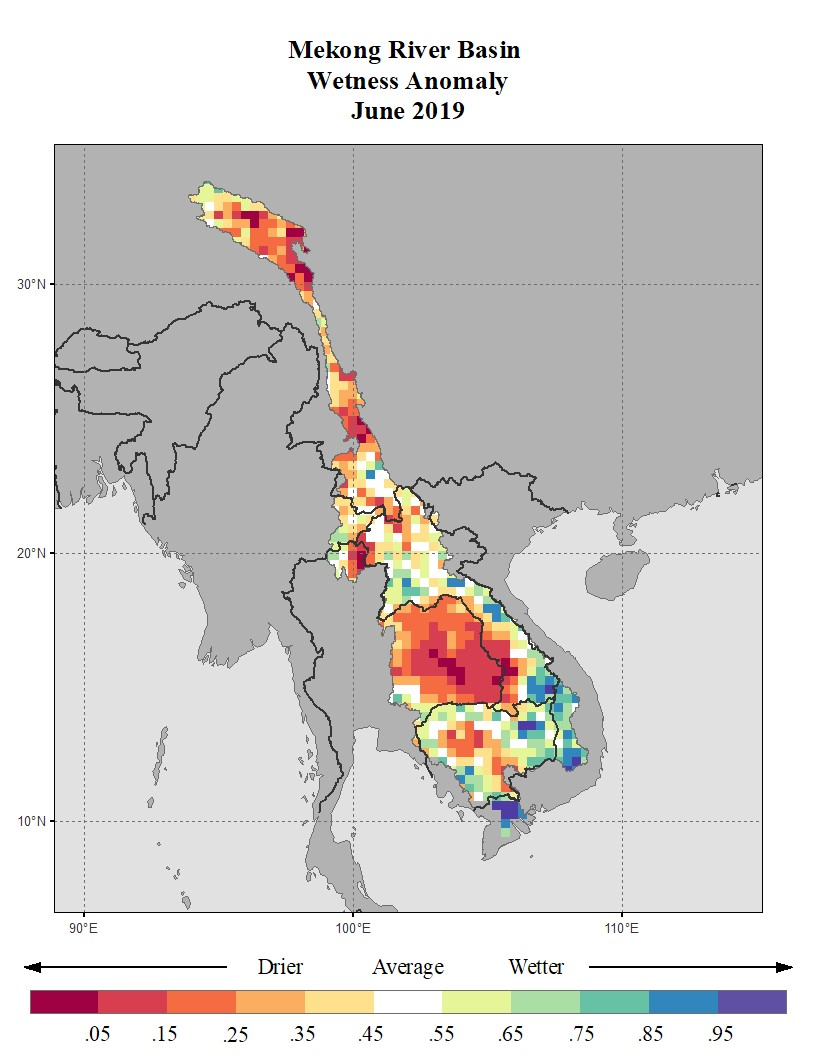 Mekong River Basin
Wetness Anomaly
June 2019
30°N
20°N
10°N
90°E 100°E 110°E
Drier Average Wetter
.05 .15 .25 .35 .45 .55 .65 .75 .85 .95